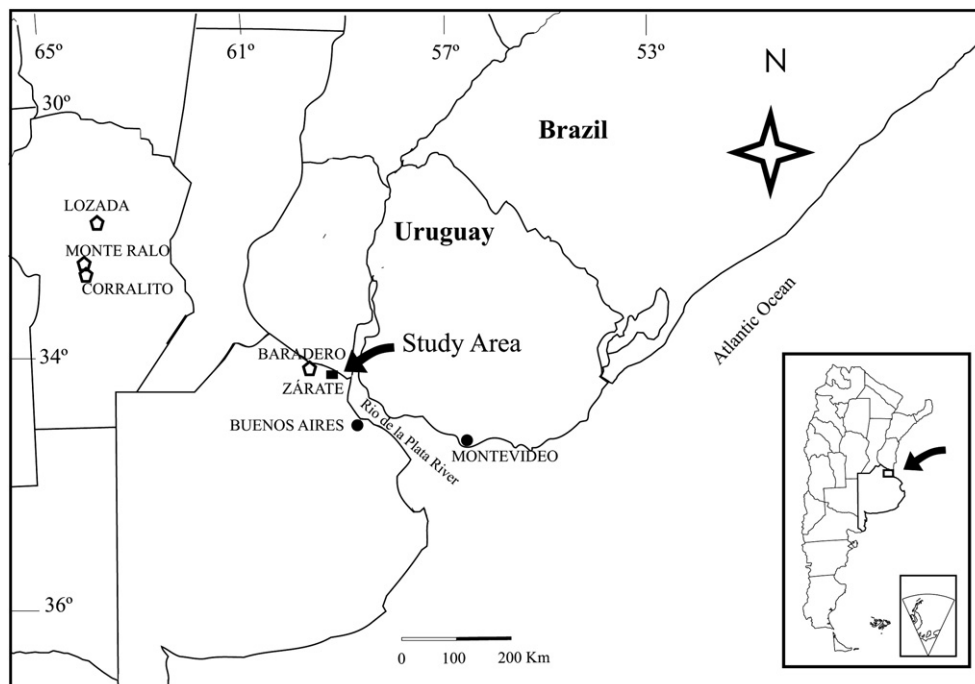 65º
61º
57º
53º
N
30º
Brazil
LOZADA
Uruguay
MONTE RALO
CORRALITO
Atlantic Ocean
34º
BARADERO
Study Area
ZÁRATE
BUENOS AIRES
Rio de la Plata River
MONTEVIDEO
36º
0 100 200 Km